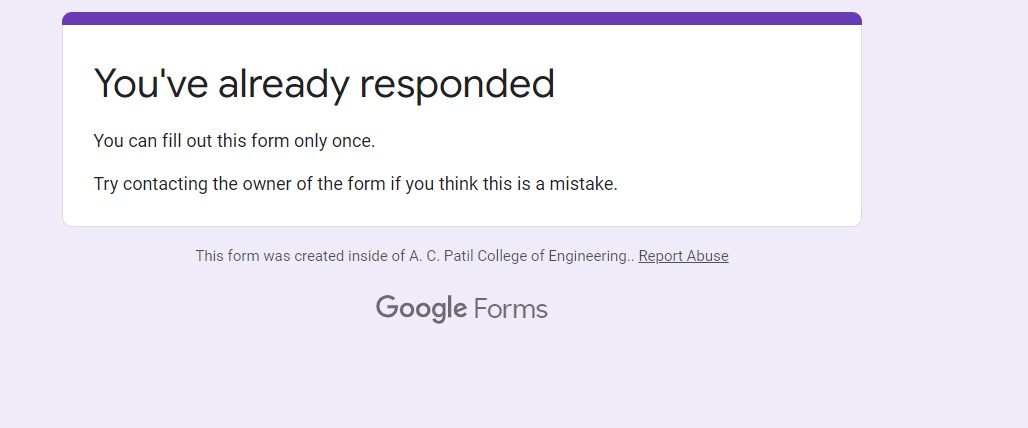 You've already responded
You can fill out this form only once.
Try contacting the owner of the form if you think this is a mistake.
This form was created inside of A. C. Patil College of Engineering.. Report Abuse
Google Forms